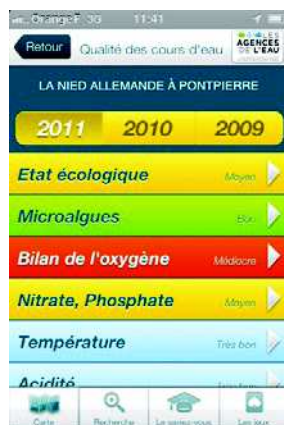 Orange F 3G 11:41
Retour Qualité des cours d'eau LES AGENCES DE L'EAU
LA NIED ALLEMANDE À PONTPIERRE
2011 2010 2009
Etat écologique Moyen
Microalgues Bon
Bilan de l'oxygène Médiocre
Nitrate, Phosphate Moyen
Température Très bon
Acidité
Carte Recherche Le saviez-vous Les jeux